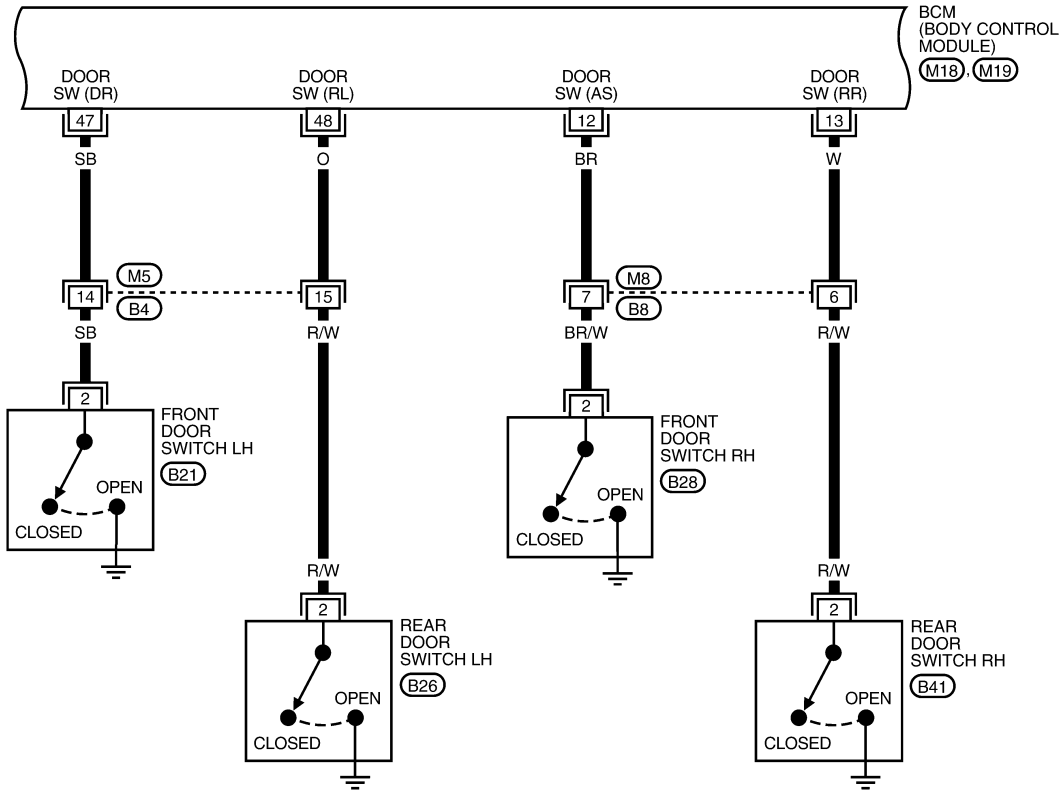 BCM
(BODY CONTROL
MODULE)
M18, M19
DOOR
SW (DR)
DOOR
SW (RL)
DOOR
SW (AS)
DOOR
SW (RR)
47
48
12
13
SB
O
BR
W
M5
M8
14
15
7
6
B4
B8
SB
R/W
BR/W
R/W
2
FRONT
DOOR
SWITCH LH
B21
OPEN
CLOSED
2
FRONT
DOOR
SWITCH RH
B28
OPEN
CLOSED
R/W
R/W
2
REAR
DOOR
SWITCH LH
B26
OPEN
CLOSED
2
REAR
DOOR
SWITCH RH
B41
OPEN
CLOSED